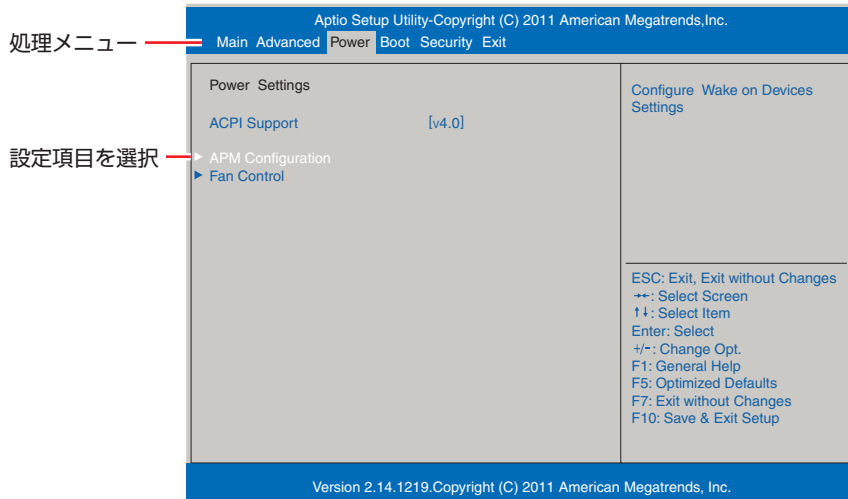 Aptio Setup Utility-Copyright (C) 2011 American Megatrends,Inc.
処理メニュー
Main Advanced Power Boot Security Exit
Power Settings
ACPI Support [v4.0]
設定項目を選択
▶ APM Configuration
▶ Fan Control
Configure Wake on Devices
Settings
ESC: Exit, Exit without Changes
→←: Select Screen
↑↓: Select Item
Enter: Select
+/-: Change Opt.
F1: General Help
F5: Optimized Defaults
F7: Exit without Changes
F10: Save & Exit Setup
Version 2.14.1219.Copyright (C) 2011 American Megatrends, Inc.